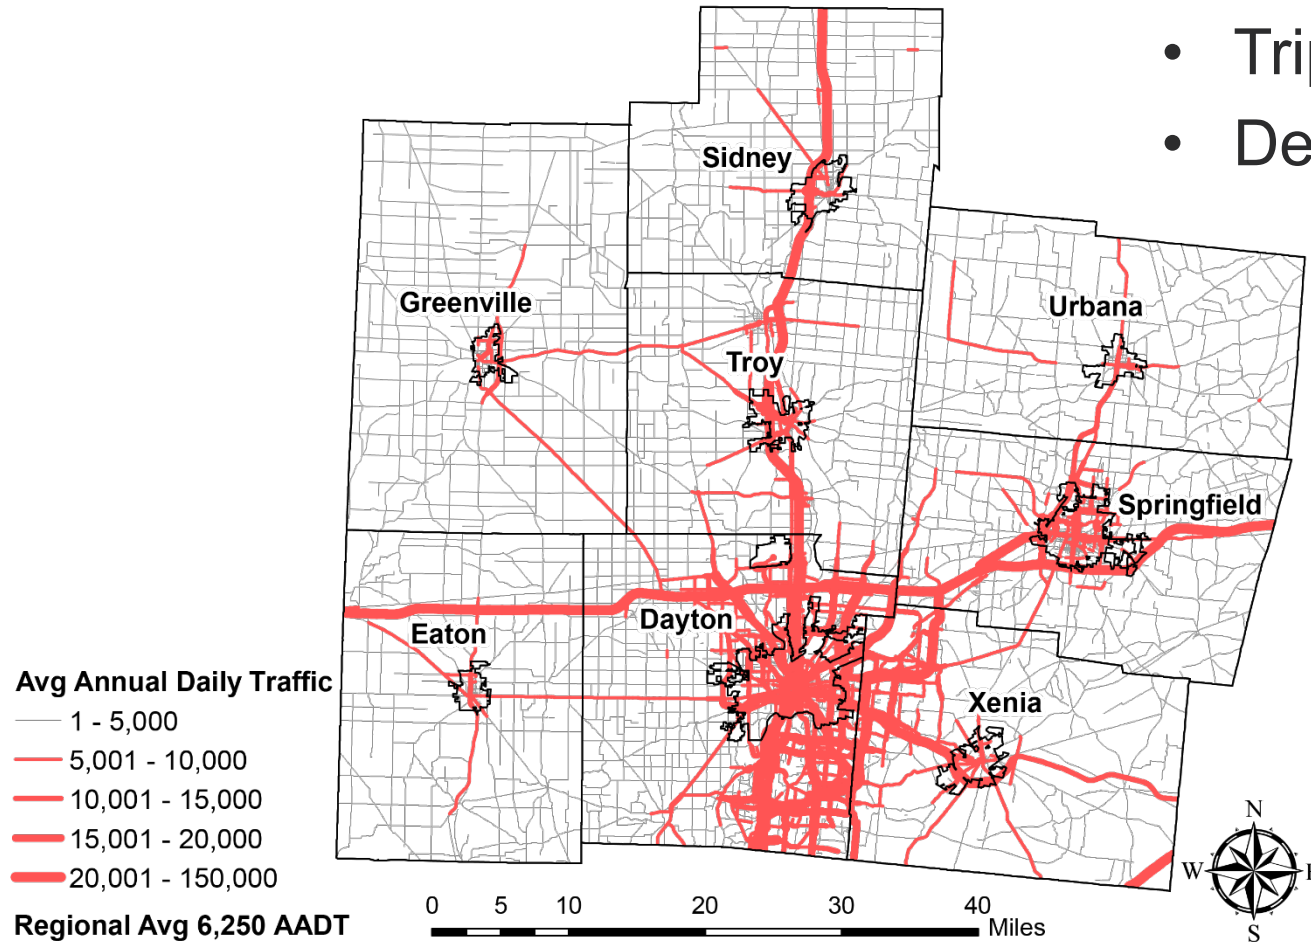 • Trip
• De
Sidney
Greenville
Urbana
Troy
Springfield
Dayton
Eaton
Xenia
Avg Annual Daily Traffic
1 - 5,000
5,001 - 10,000
10,001 - 15,000
15,001 - 20,000
20,001 - 150,000
Regional Avg 6,250 AADT
0 5 10 20 30 40
Miles
N
W
S